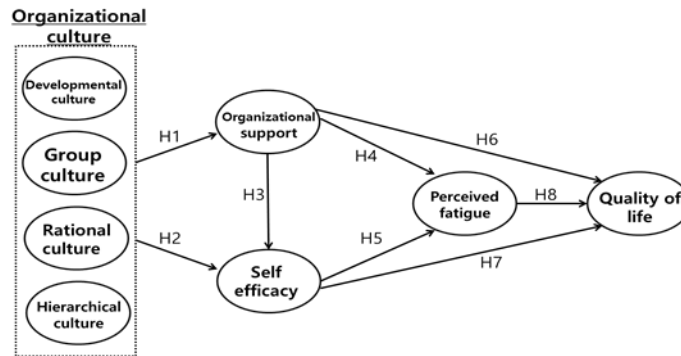 Organizational
culture
Developmental
culture
Group
culture
Rational
culture
Hierarchical
culture
H1
H2
Organizational
support
H3
Self
efficacy
H4
H5
H6
H7
Perceived
fatigue
H8
Quality of
life